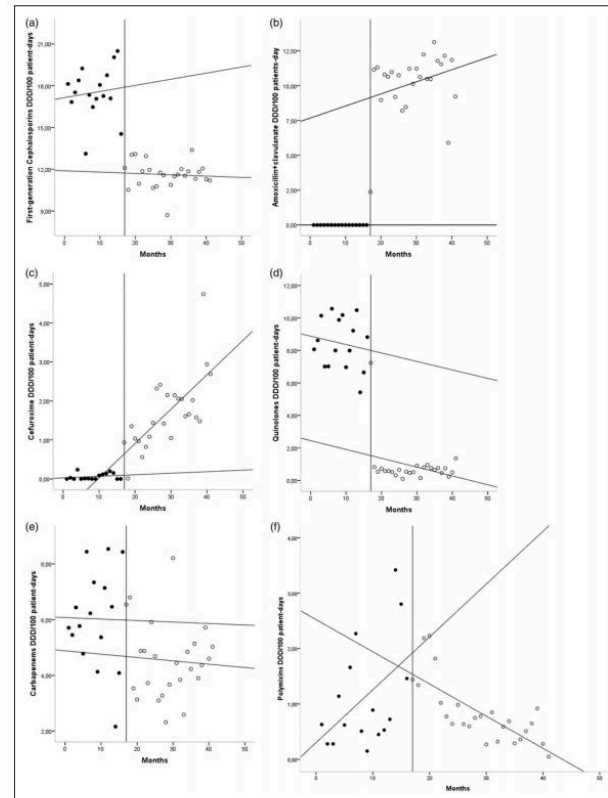 (a)
First-generation Cephalosporins DDD/100 patient-days
21,00
18,00
15,00
12,00
9,00
0 10 20 30 40 50
Months
(b)
Amoxicillin+clavulanate DDD/100 patients-day
12,50
10,00
7,50
5,00
2,50
0,00
0 10 20 30 40 50
Months
(c)
Cefuroxime DDD/100 patient-days
5,00
4,00
3,00
2,00
1,00
0,00
0 10 20 30 40 50
Months
(d)
Quinolones DDD/100 patient-days
12,00
10,00
8,00
6,00
4,00
2,00
0,00
0 10 20 30 40 50
Months
(e)
Carbapenems DDD/100 patient-days
8,00
6,00
4,00
2,00
0 10 20 30 40 50
Months
(f)
Polymixins DDD/100 patient-days
4,00
3,00
2,00
1,00
0,00
0 10 20 30 40 50
Months